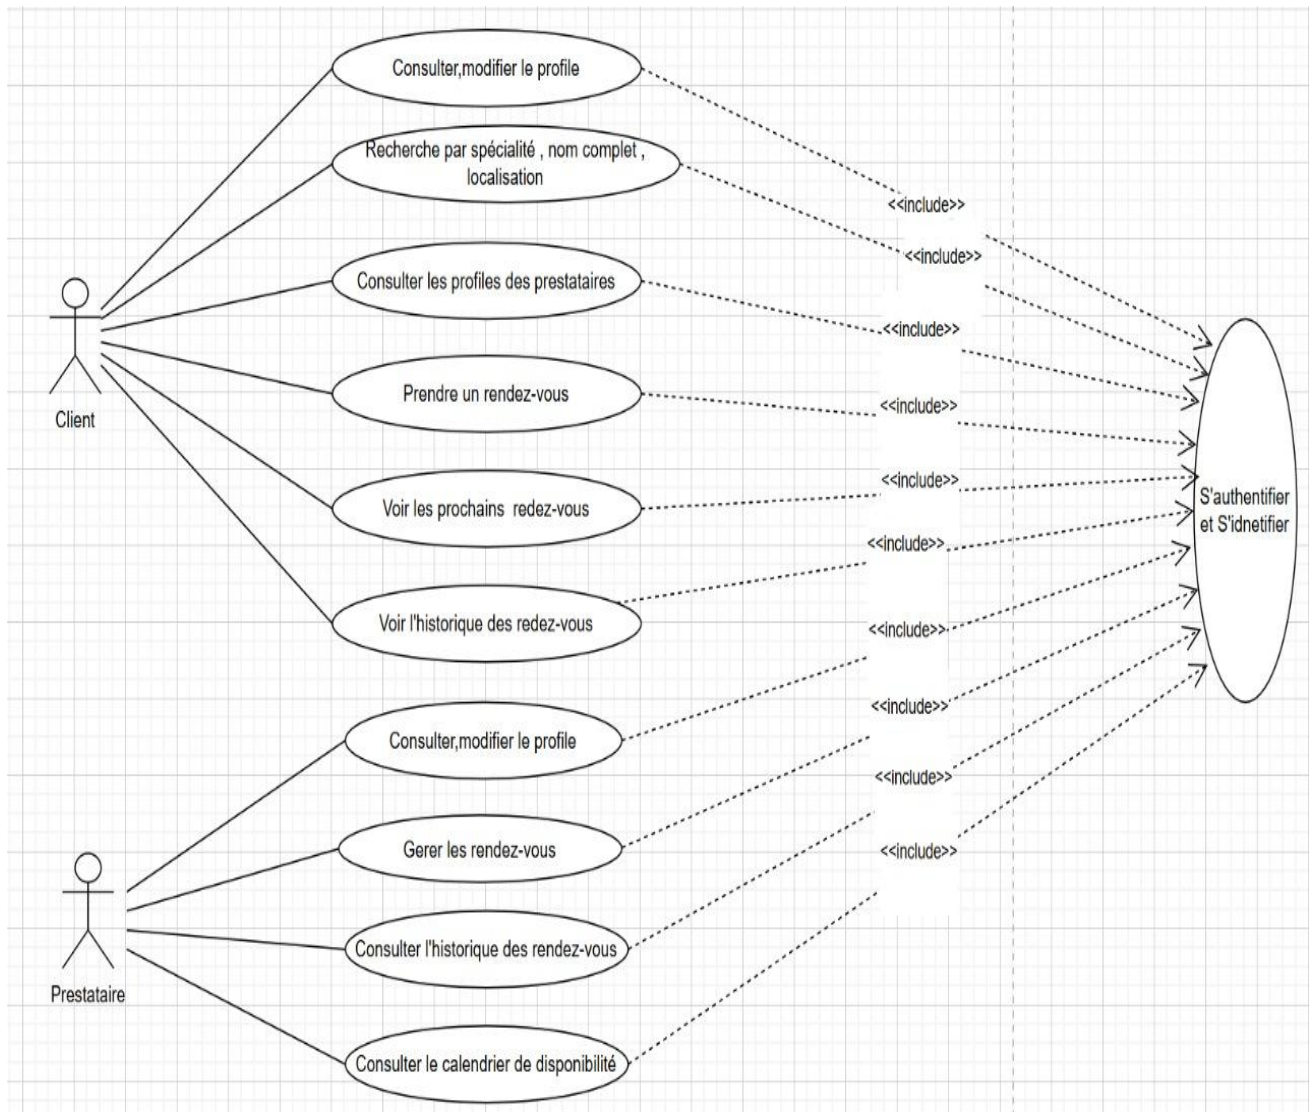 Consulter,modifier le profile
Recherche par spécialité , nom complet ,
localisation
<<include>>
<<include>>
Consulter les profiles des prestataires
<<include>>
Prendre un rendez-vous
<<include>>
Client
Voir les prochains redez-vous
<<include>>
S'authentifier
et S'idnetifier
<<include>>
Voir l'historique des redez-vous
<<include>>
<<include>>
Consulter,modifier le profile
<<include>>
Gerer les rendez-vous
<<include>>
Consulter l'historique des rendez-vous
Prestataire
Consulter le calendrier de disponibilité